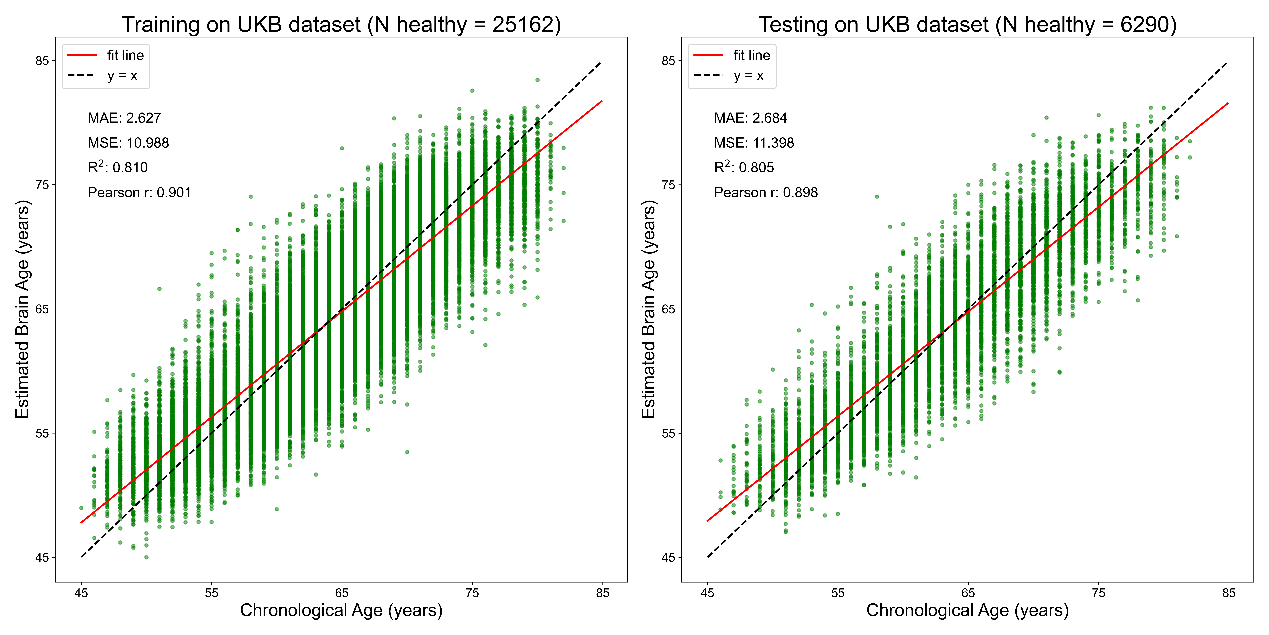 Training on UKB dataset (N healthy = 25162)
fit line
y = x
MAE: 2.627
MSE: 10.988
R²: 0.810
Pearson r: 0.901
85
75
65
55
45
Estimated Brain Age (years)
45 55 65 75 85
Chronological Age (years)
Testing on UKB dataset (N healthy = 6290)
fit line
y = x
MAE: 2.684
MSE: 11.398
R²: 0.805
Pearson r: 0.898
85
75
65
55
45
Estimated Brain Age (years)
45 55 65 75 85
Chronological Age (years)